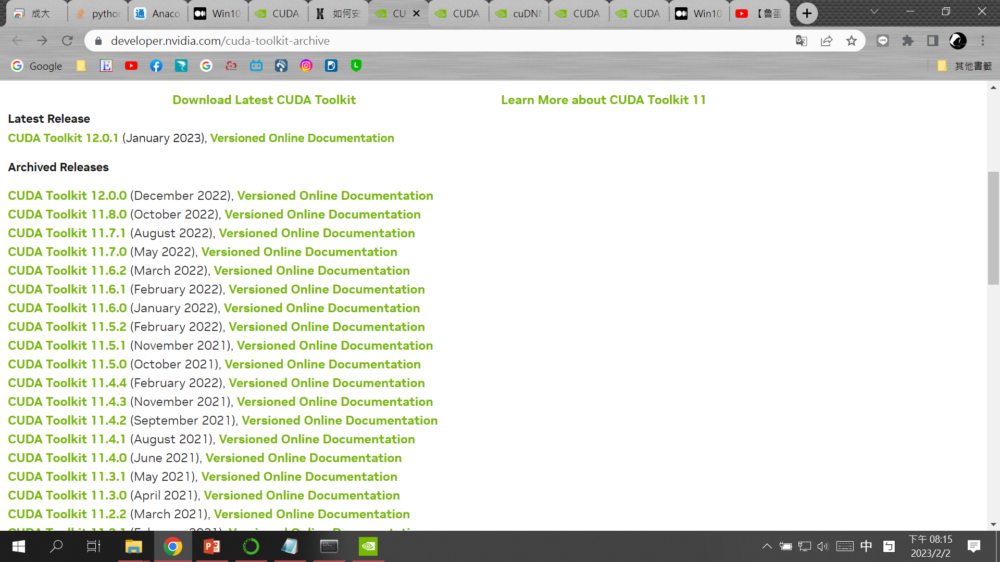 成大 python Anaco Win10 CUDA 如何安 CU CUDA cuDNN CUDA CUDA Win10 【魯蛋
developer.nvidia.com/cuda-toolkit-archive
Google E L 其他書籤
Download Latest CUDA Toolkit Learn More about CUDA Toolkit 11
Latest Release
CUDA Toolkit 12.0.1 (January 2023), Versioned Online Documentation
Archived Releases
CUDA Toolkit 12.0.0 (December 2022), Versioned Online Documentation
CUDA Toolkit 11.8.0 (October 2022), Versioned Online Documentation
CUDA Toolkit 11.7.1 (August 2022), Versioned Online Documentation
CUDA Toolkit 11.7.0 (May 2022), Versioned Online Documentation
CUDA Toolkit 11.6.2 (March 2022), Versioned Online Documentation
CUDA Toolkit 11.6.1 (February 2022), Versioned Online Documentation
CUDA Toolkit 11.6.0 (January 2022), Versioned Online Documentation
CUDA Toolkit 11.5.2 (February 2022), Versioned Online Documentation
CUDA Toolkit 11.5.1 (November 2021), Versioned Online Documentation
CUDA Toolkit 11.5.0 (October 2021), Versioned Online Documentation
CUDA Toolkit 11.4.4 (February 2022), Versioned Online Documentation
CUDA Toolkit 11.4.3 (November 2021), Versioned Online Documentation
CUDA Toolkit 11.4.2 (September 2021), Versioned Online Documentation
CUDA Toolkit 11.4.1 (August 2021), Versioned Online Documentation
CUDA Toolkit 11.4.0 (June 2021), Versioned Online Documentation
CUDA Toolkit 11.3.1 (May 2021), Versioned Online Documentation
CUDA Toolkit 11.3.0 (April 2021), Versioned Online Documentation
CUDA Toolkit 11.2.2 (March 2021), Versioned Online Documentation
中 ㄅ 下午 08:15
2023/2/2